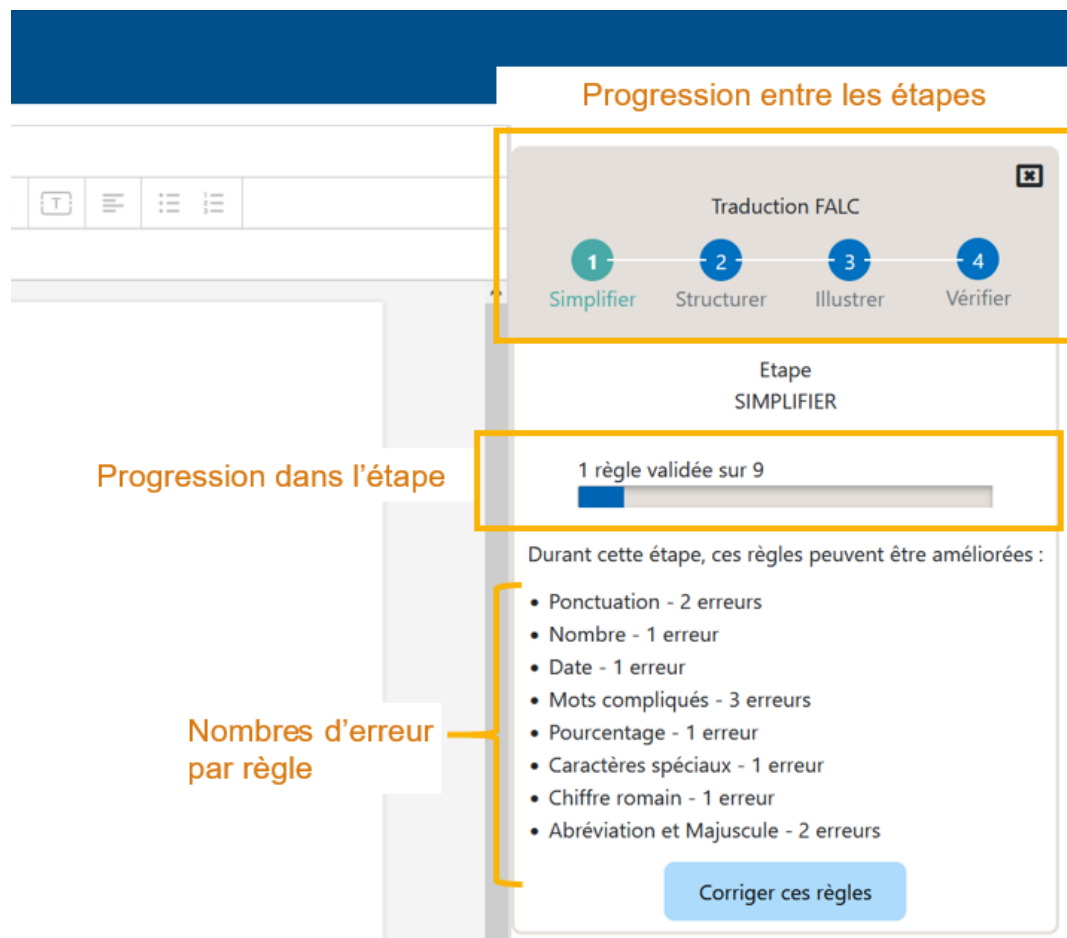 Progression entre les étapes
Traduction FALC
1 2 3 4
Simplifier Structurer Illustrer Vérifier
Etape
SIMPLIFIER
Progression dans l'étape
1 règle validée sur 9
Durant cette étape, ces règles peuvent être améliorées :
• Ponctuation - 2 erreurs
• Nombre - 1 erreur
• Date - 1 erreur
• Mots compliqués - 3 erreurs
Nombres d'erreur
par règle
• Pourcentage - 1 erreur
• Caractères spéciaux - 1 erreur
• Chiffre romain - 1 erreur
• Abréviation et Majuscule - 2 erreurs
Corriger ces règles